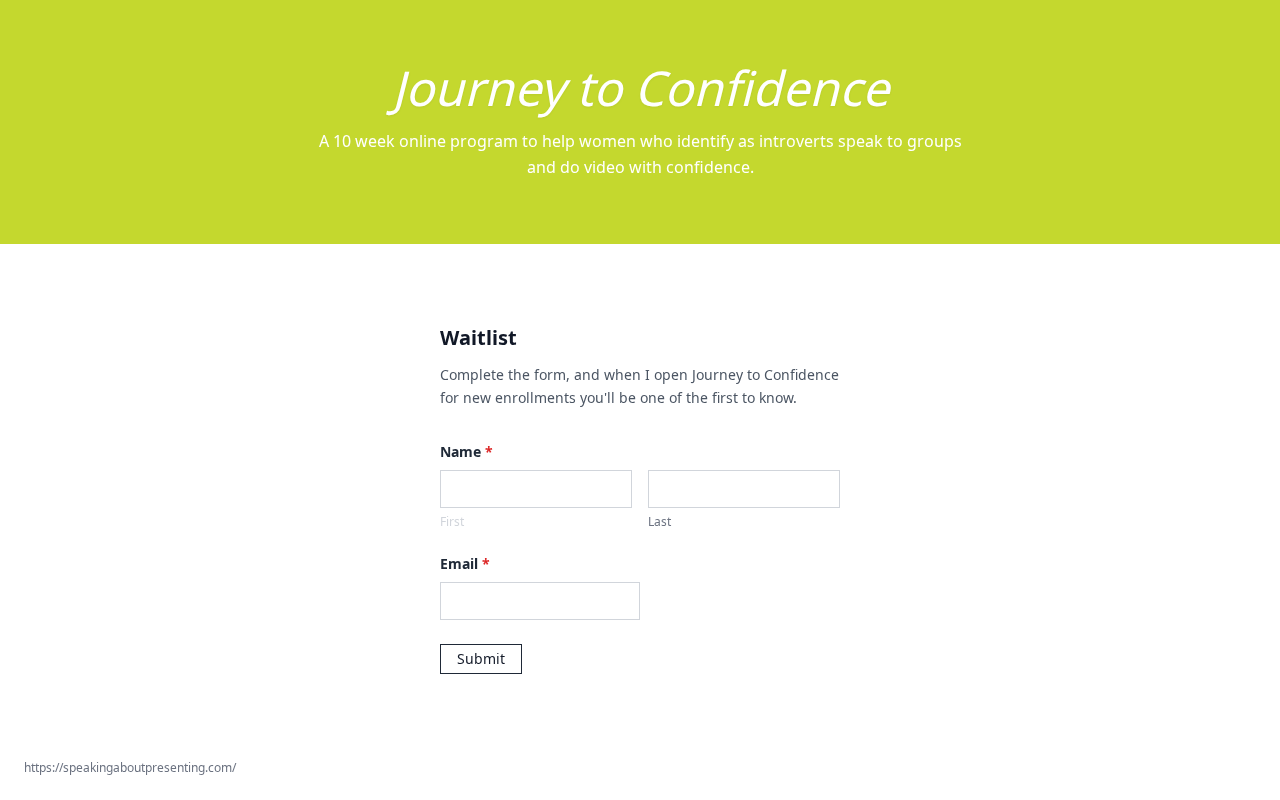 Journey to Confidence
A 10 week online program to help women who identify as introverts speak to groups
and do video with confidence.
Waitlist
Complete the form, and when I open Journey to Confidence
for new enrollments you'll be one of the first to know.
Name *
First Last
Email *
Submit
https://speakingaboutpresenting.com/